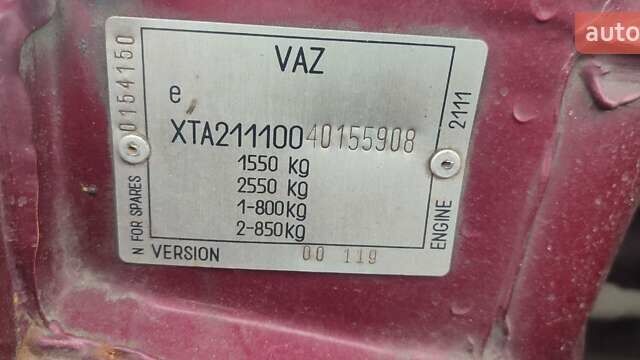 VAZ
e
XTA21110040155908
1550 kg
2550 kg
1-800kg
2-850kg
VERSION 00 119
N FOR SPARES 0154150
ENGINE 2111
auto